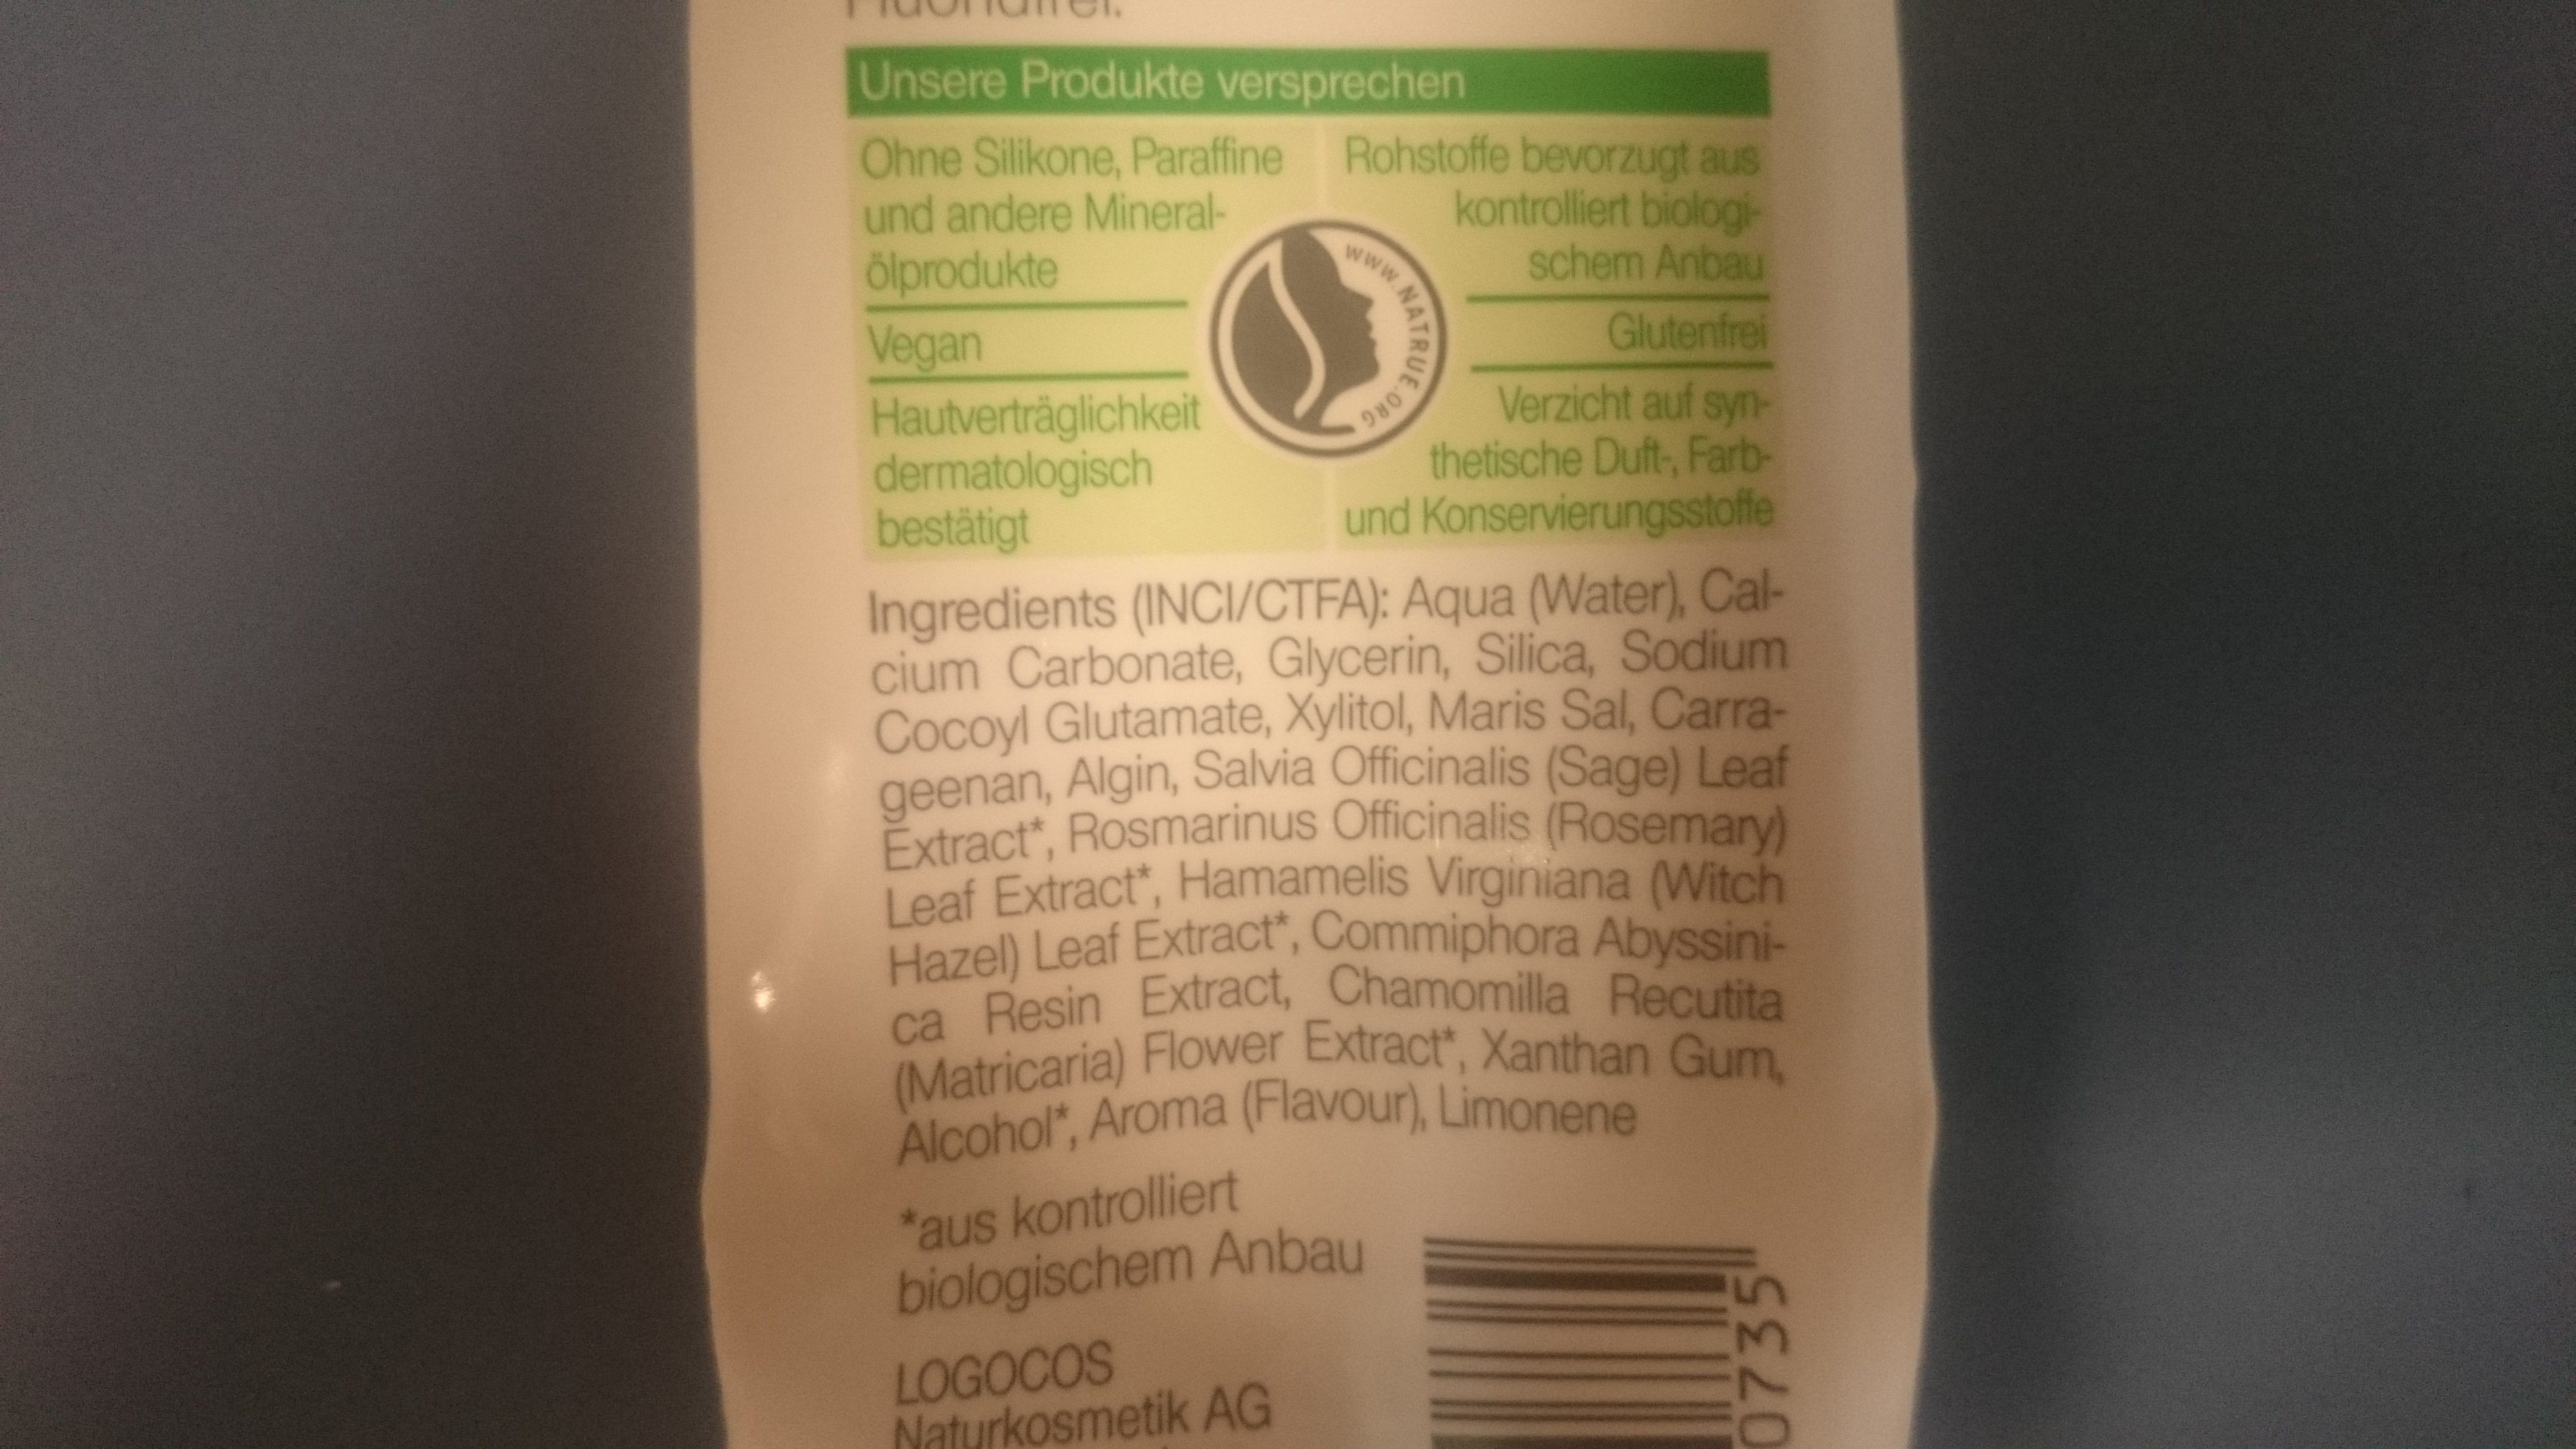 Fluoridfrei.
Unsere Produkte versprechen
Ohne Silikone, Paraffine
und andere Mineral-
ölprodukte
Vegan
Hautverträglichkeit
dermatologisch
bestätigt
WWW.NATRUE.ORG
Rohstoffe bevorzugt aus
kontrolliert biologi-
schem Anbau
Glutenfrei
Verzicht auf syn-
thetische Duft-, Farb-
und Konservierungsstoffe
Ingredients (INCI/CTFA): Aqua (Water), Cal-
cium Carbonate, Glycerin, Silica, Sodium
Cocoyl Glutamate, Xylitol, Maris Sal, Carra-
geenan, Algin, Salvia Officinalis (Sage) Leaf
Extract*, Rosmarinus Officinalis (Rosemary)
Leaf Extract*, Hamamelis Virginiana (Witch
Hazel) Leaf Extract*, Commiphora Abyssini-
ca Resin Extract, Chamomilla Recutita
(Matricaria) Flower Extract*, Xanthan Gum,
Alcohol*, Aroma (Flavour), Limonene
*aus kontrolliert
biologischem Anbau
LOGOCOS
Naturkosmetik AG
0735